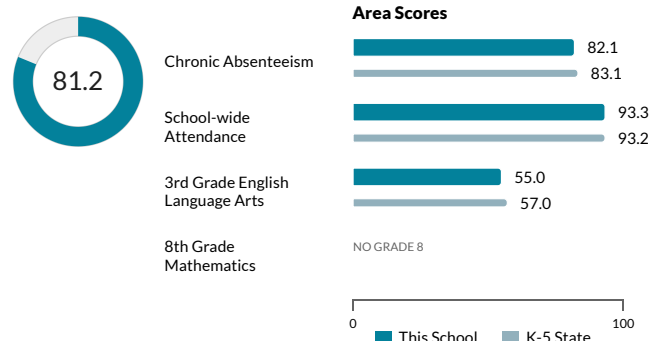 Area Scores
81.2
Chronic Absenteeism
82.1
83.1
School-wide
Attendance
93.3
93.2
3rd Grade English
Language Arts
55.0
57.0
8th Grade
Mathematics
NO GRADE 8
0
100
This School
K-5 State